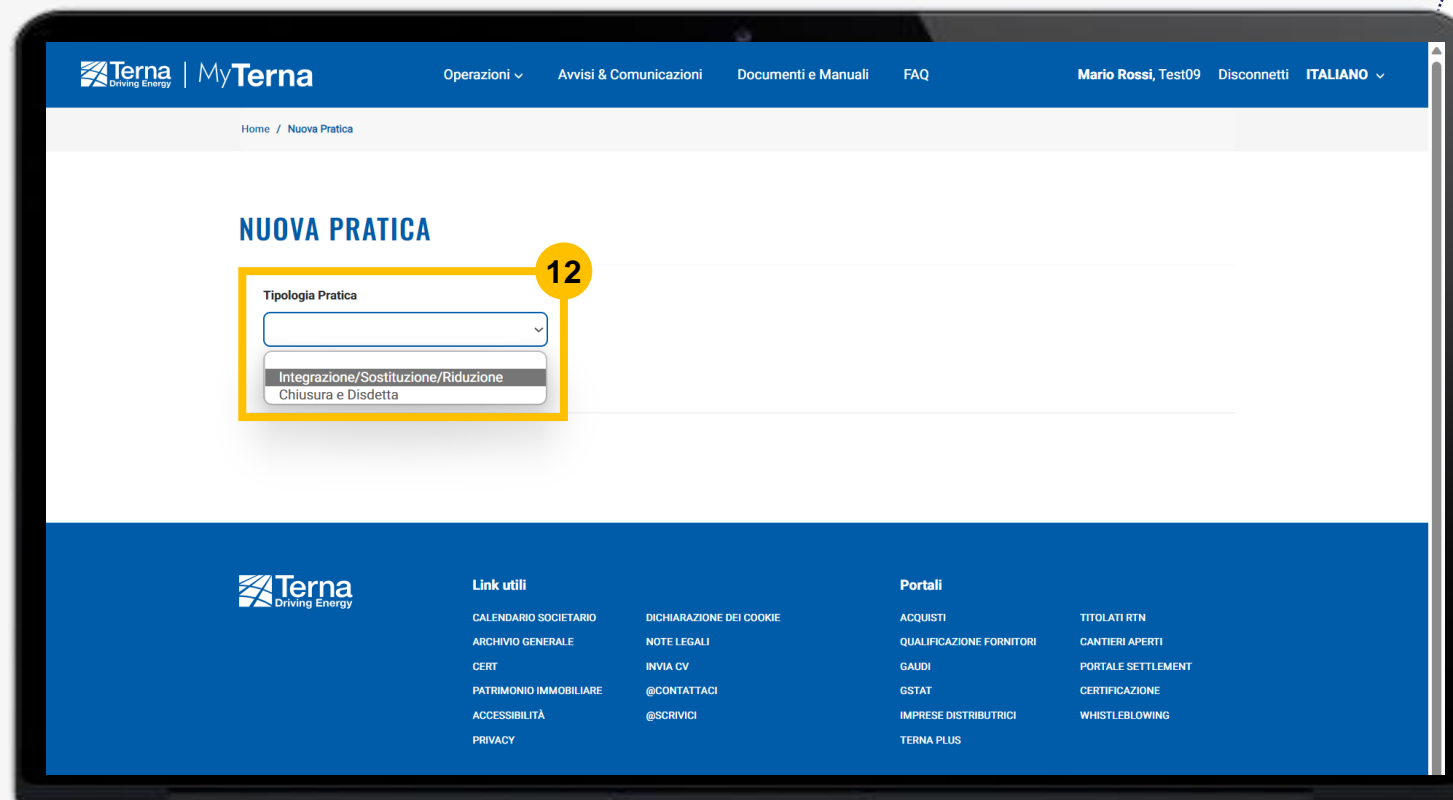 Terna
Driving Energy
MyTerna
Operazioni
Avvisi & Comunicazioni
Documenti e Manuali
FAQ
Mario Rossi, Test09
Disconnetti
ITALIANO
Home / Nuova Pratica
NUOVA PRATICA
12
Tipologia Pratica
Integrazione/Sostituzione/Riduzione
Chiusura e Disdetta
Terna
Driving Energy
Link utili
CALENDARIO SOCIETARIO
ARCHIVIO GENERALE
CERT
PATRIMONIO IMMOBILIARE
ACCESSIBILITÀ
PRIVACY
DICHIARAZIONE DEI COOKIE
NOTE LEGALI
INVIA CV
@CONTATTACI
@SCRIVICI
Portali
ACQUISTI
QUALIFICAZIONE FORNITORI
GAUDI
GSTAT
IMPRESE DISTRIBUTRICI
TERNA PLUS
TITOLATI RTN
CANTIERI APERTI
PORTALE SETTLEMENT
CERTIFICAZIONE
WHISTLEBLOWING